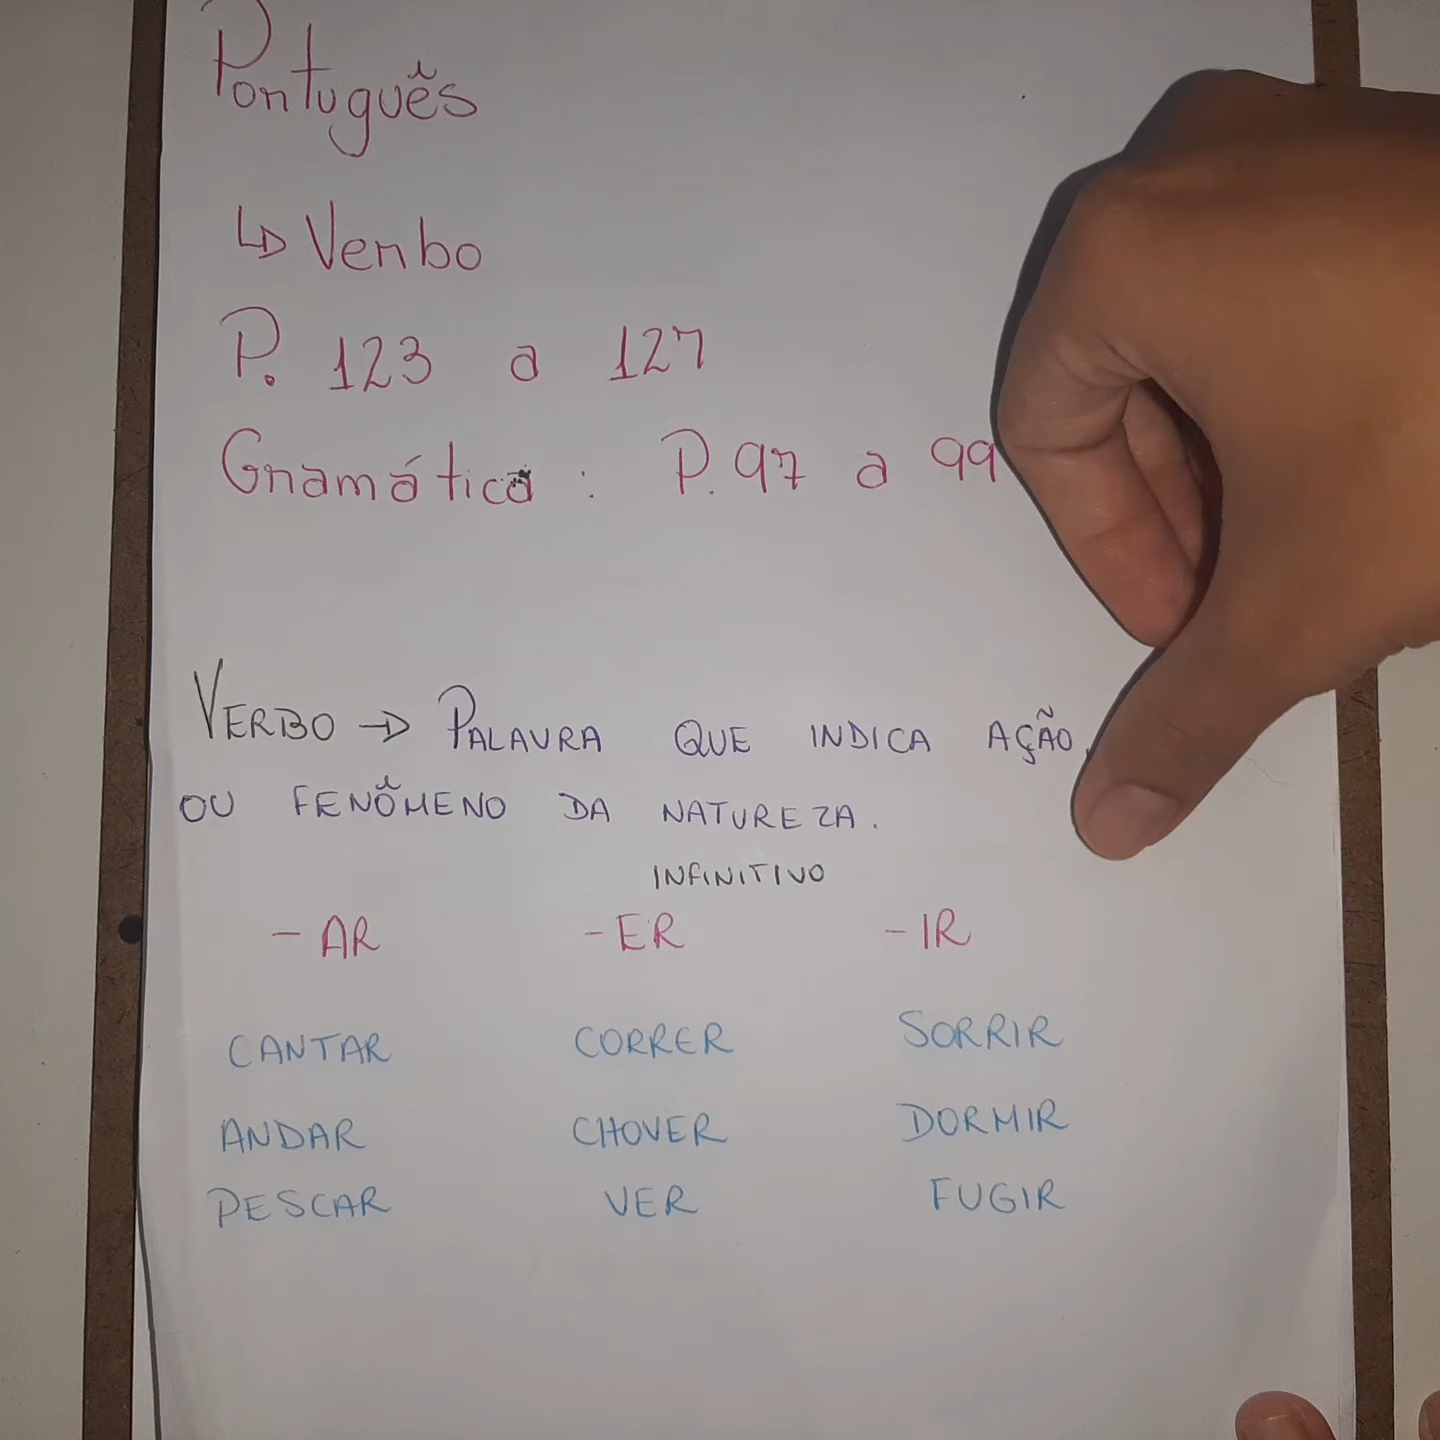 Português
↳ Verbo
P. 123 a 127
Gramática : P. 97 a 99
VERBO → PALAVRA QUE INDICA AÇÃO,
OU FENÔMENO DA NATUREZA.
INFINITIVO
- AR - ER - IR
CANTAR CORRER SORRIR
ANDAR CHOVER DORMIR
PESCAR VER FUGIR